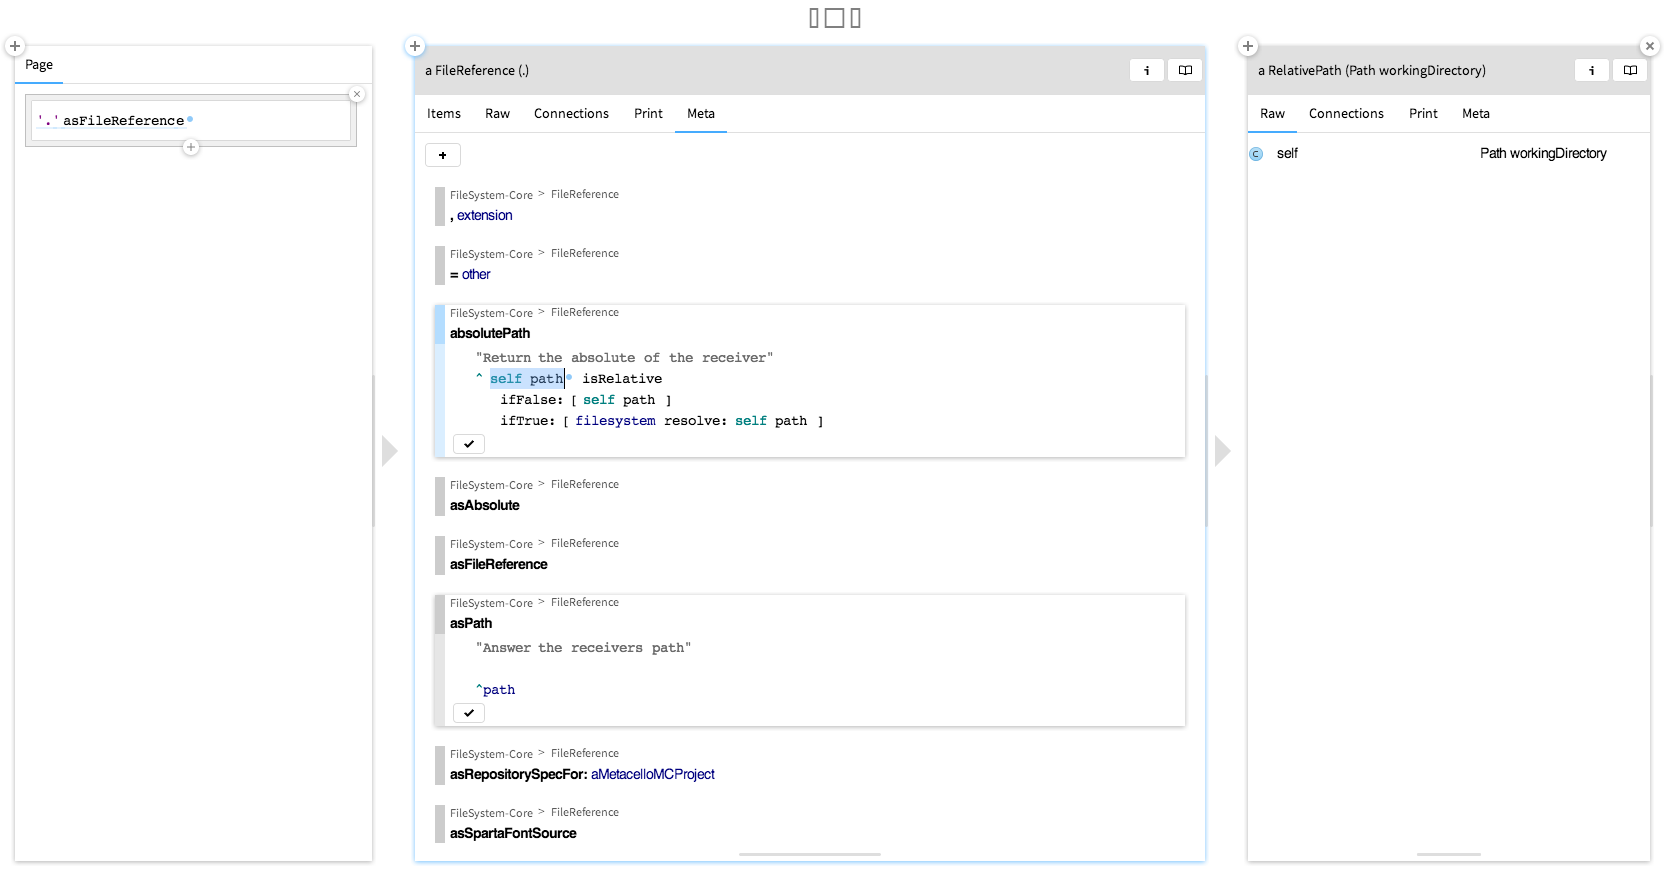 Page
'.' asFileReference
a FileReference (.)
i
Items Raw Connections Print Meta
+
FileSystem-Core > FileReference
, extension
FileSystem-Core > FileReference
= other
FileSystem-Core > FileReference
absolutePath
"Return the absolute of the receiver"
^ self path isRelative
ifFalse: [ self path ]
ifTrue: [ filesystem resolve: self path ]
FileSystem-Core > FileReference
asAbsolute
FileSystem-Core > FileReference
asFileReference
FileSystem-Core > FileReference
asPath
"Answer the receivers path"
^path
FileSystem-Core > FileReference
asRepositorySpecFor: aMetacelloMCProject
FileSystem-Core > FileReference
asSpartaFontSource
a RelativePath (Path workingDirectory)
i
Raw Connections Print Meta
C self Path workingDirectory